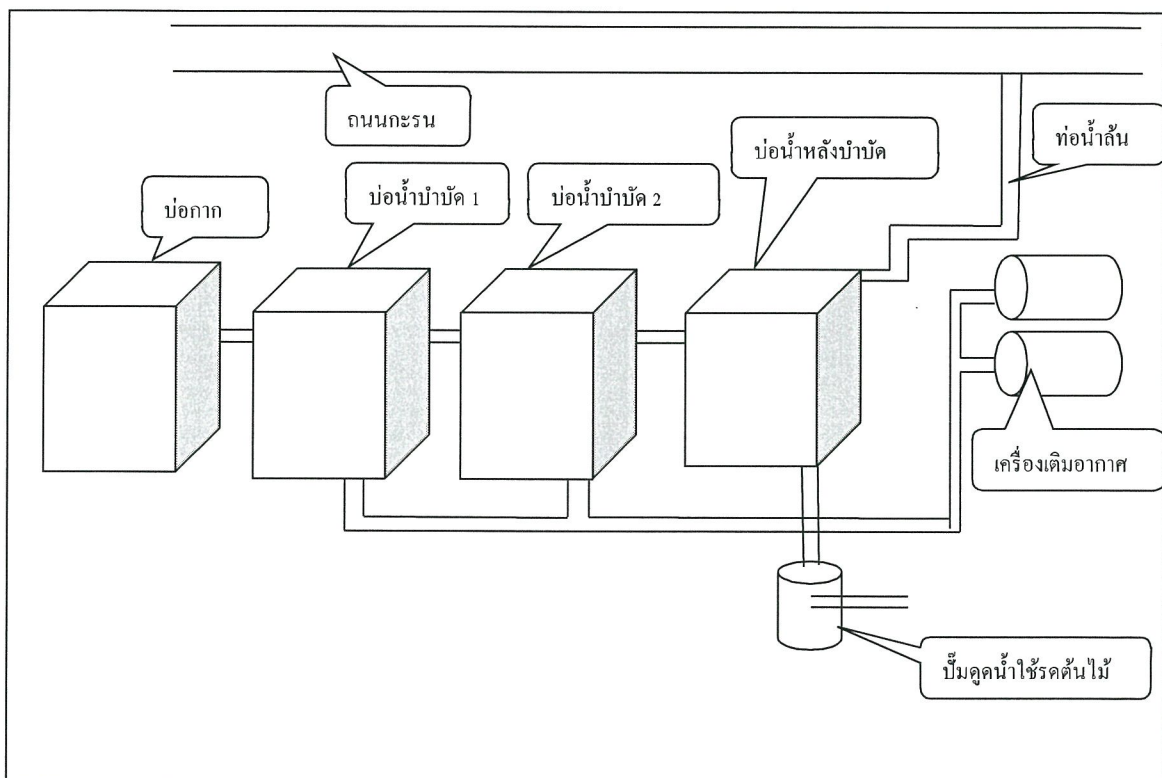 ถนนกะรน
ท่อน้ำล้น
บ่อน้ำหลังบำบัด
บ่อน้ำบำบัด 1
บ่อน้ำบำบัด 2
บ่อกาก
เครื่องเติมอากาศ
ปั๊มดูดน้ำใช้รดต้นไม้